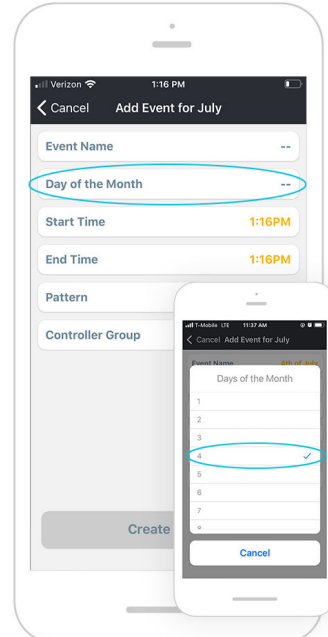 Verizon 1:16 PM
Cancel Add Event for July
Event Name --
Day of the Month --
Start Time 1:16PM
End Time 1:16PM
Pattern
Controller Group
Create
T-Mobile LTE 11:37 AM
Cancel Add Event for July
Event Name 4th of July
Days of the Month
1
2
3
4
5
6
7
8
Cancel